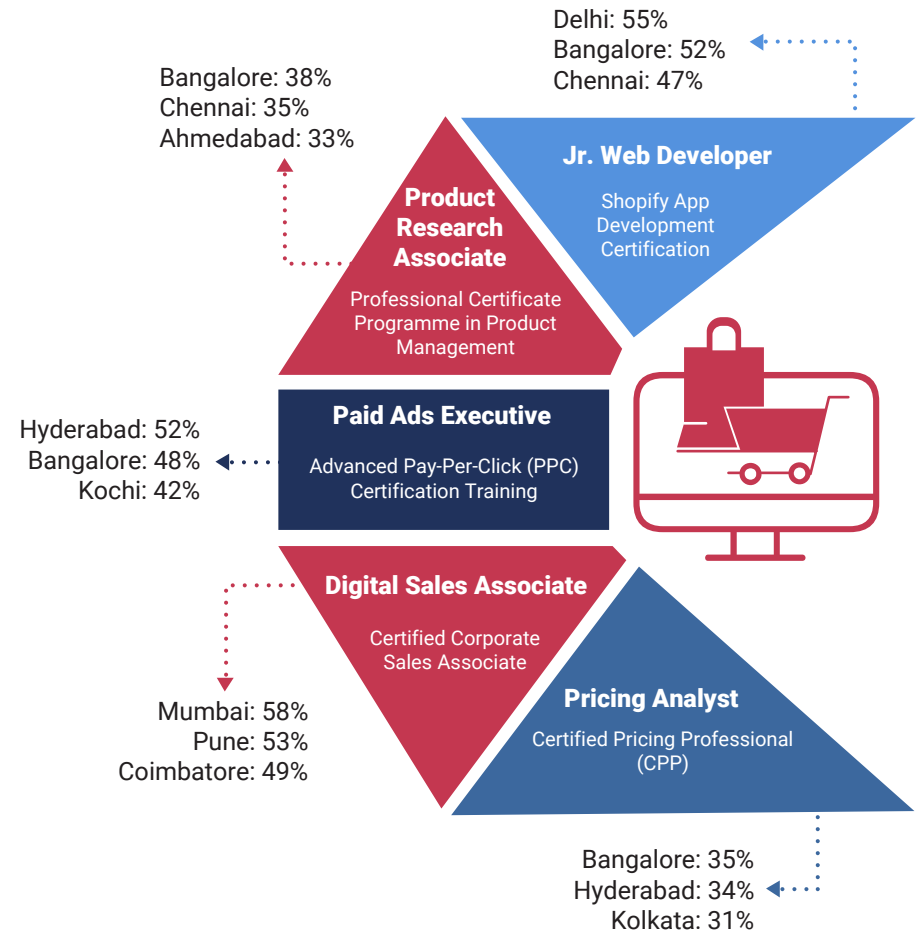 Delhi: 55%
Bangalore: 52%
Chennai: 47%
Bangalore: 38%
Chennai: 35%
Ahmedabad: 33%
Jr. Web Developer
Shopify App
Development
Certification
Product
Research
Associate
Professional Certificate
Programme in Product
Management
Paid Ads Executive
Advanced Pay-Per-Click (PPC)
Certification Training
Hyderabad: 52%
Bangalore: 48%
Kochi: 42%
Digital Sales Associate
Certified Corporate
Sales Associate
Mumbai: 58%
Pune: 53%
Coimbatore: 49%
Pricing Analyst
Certified Pricing Professional
(CPP)
Bangalore: 35%
Hyderabad: 34%
Kolkata: 31%